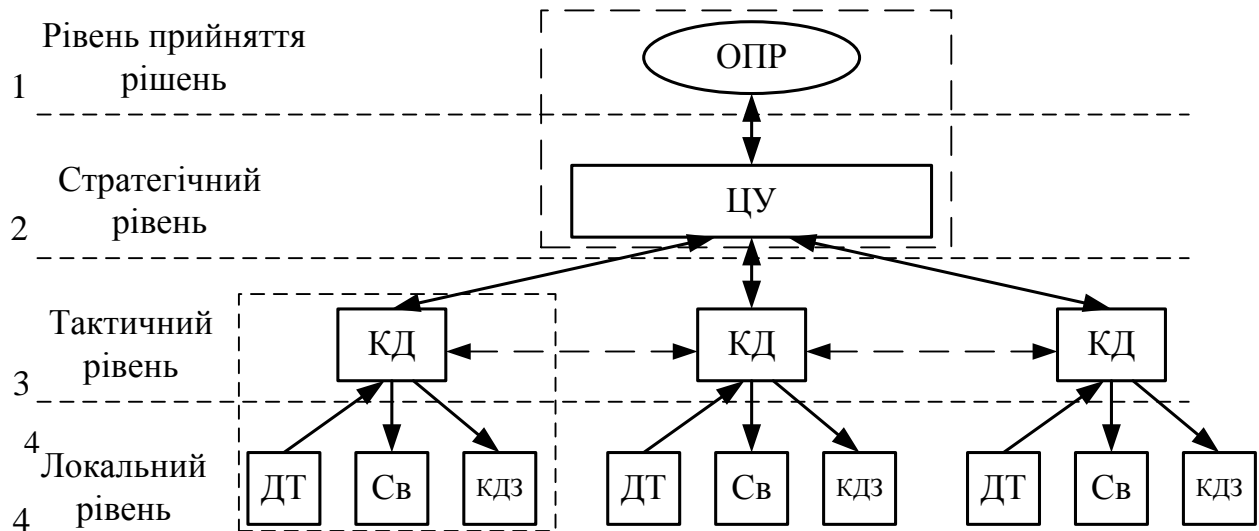 Рівень прийняття
рішень
1
ОПР
Стратегічний
рівень
2
ЦУ
Тактичний
рівень
3
КД
КД
КД
4
Локальний
рівень
4
ДТ
Св
КДЗ
ДТ
Св
КДЗ
ДТ
Св
КДЗ